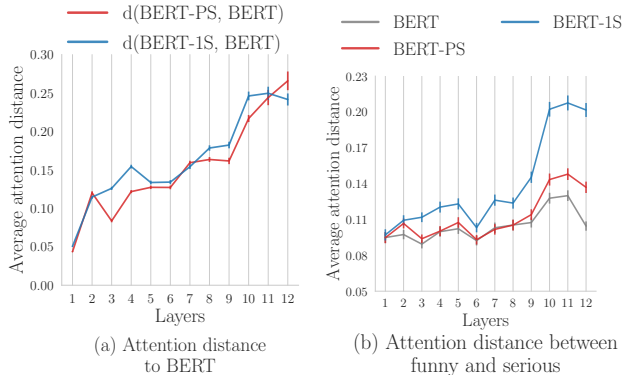 d(BERT-PS, BERT)
d(BERT-1S, BERT)
0.30
0.25
0.20
0.15
0.10
0.05
0.00
Average attention distance
1 2 3 4 5 6 7 8 9 10 11 12
Layers
(a) Attention distance
to BERT
BERT BERT-1S
BERT-PS
0.23
0.20
0.17
0.14
0.11
0.08
0.05
Average attention distance
1 2 3 4 5 6 7 8 9 10 11 12
Layers
(b) Attention distance between
funny and serious